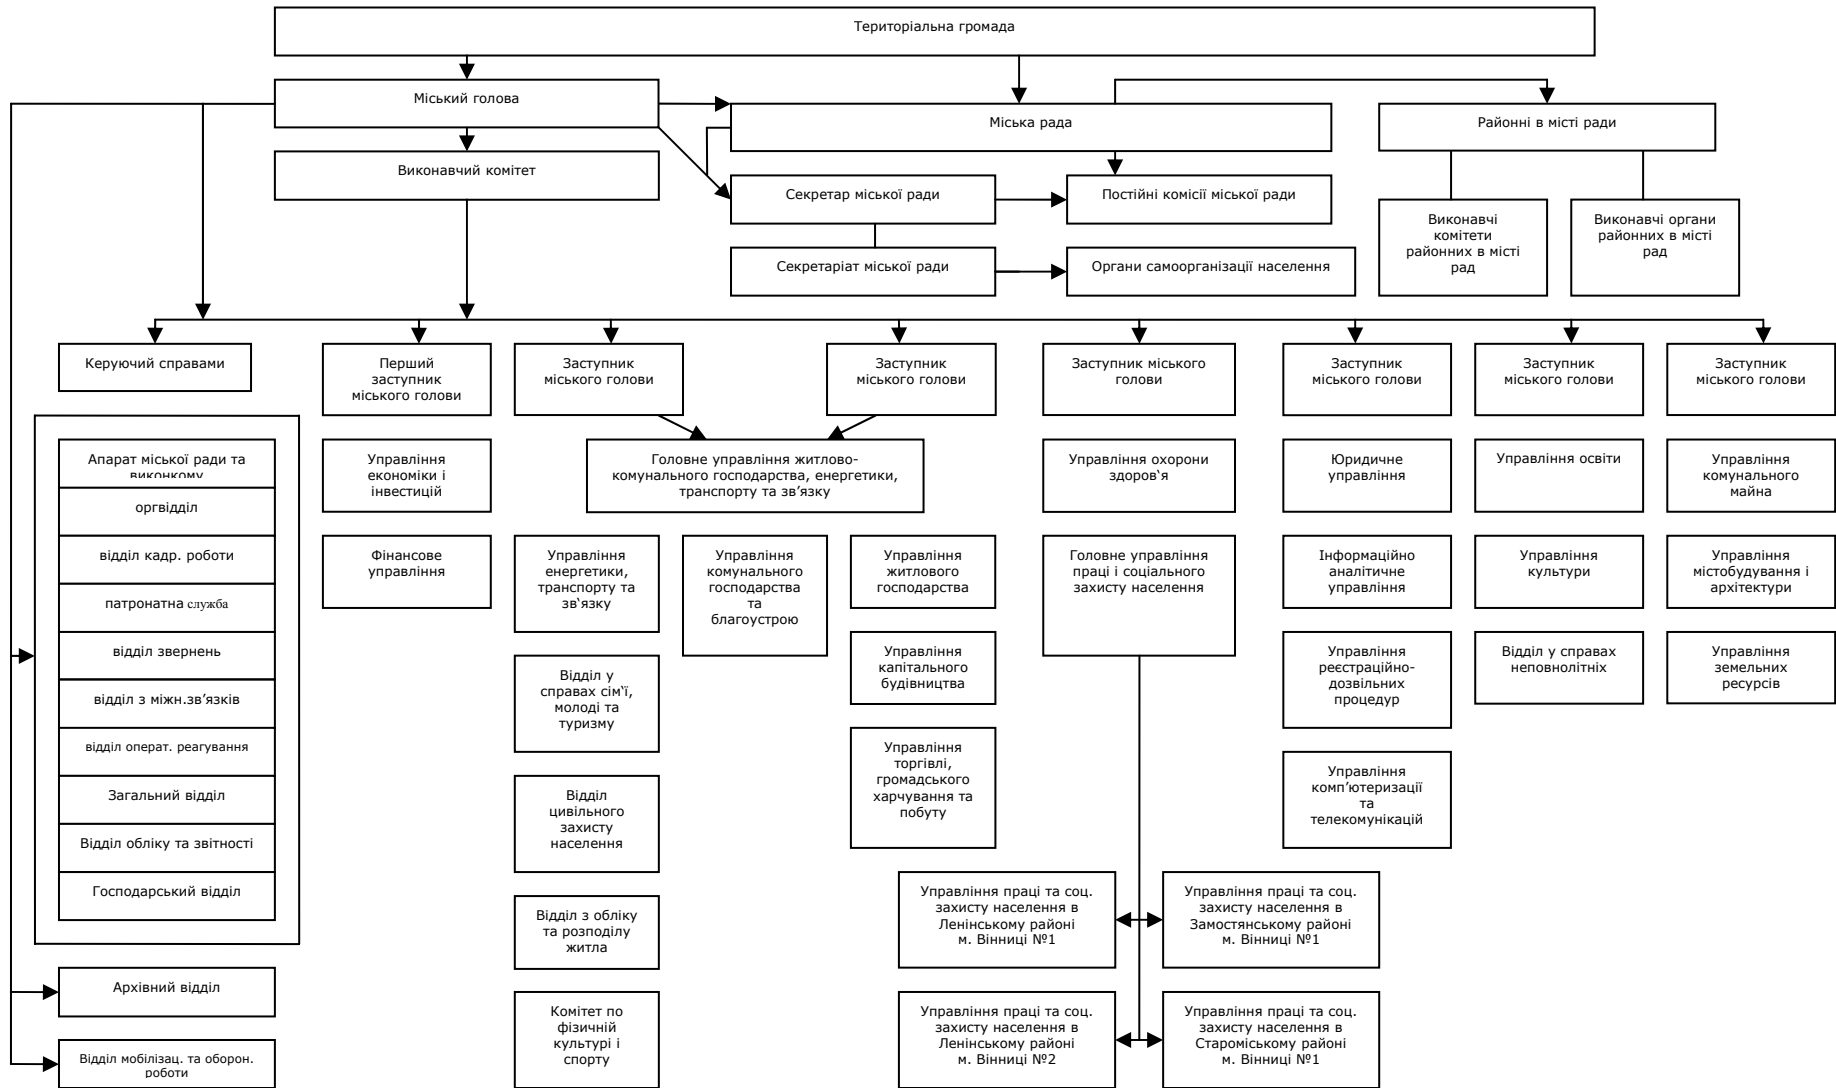 Територіальна громада
Міський голова
Міська рада
Районні в місті ради
Виконавчий комітет
Секретар міської ради
Постійні комісії міської ради
Виконавчі
комітети
районних в місті
рад
Виконавчі органи
районних в місті
рад
Секретаріат міської ради
Органи самоорганізації населення
Керуючий справами
Перший
заступник
міського голови
Заступник
міського голови
Заступник
міського голови
Заступник міського
голови
Заступник
міського голови
Заступник
міського голови
Заступник
міського голови
Апарат міської ради та
виконкому
оргвідділ
відділ кадр. роботи
патронатна служба
відділ звернень
відділ з міжн.зв’язків
відділ операт. реагування
Загальний відділ
Відділ обліку та звітності
Господарський відділ
Архівний відділ
Відділ мобілізац. та оборон.
роботи
Управління
економіки і
інвестицій
Фінансове
управління
Головне управління житлово-
комунального господарства, енергетики,
транспорту та зв’язку
Управління
енергетики,
транспорту та
зв‘язку
Управління
комунального
господарства
та
благоустрою
Управління
житлового
господарства
Відділ у
справах сім‘ї,
молоді та
туризму
Управління
капітального
будівництва
Відділ
цивільного
захисту
населення
Управління
торгівлі,
громадського
харчування та
побуту
Відділ з обліку
та розподілу
житла
Комітет по
фізичній
культурі і
спорту
Управління охорони
здоров‘я
Головне управління
праці і соціального
захисту населення
Управління праці та соц.
захисту населення в
Ленінському районі
м. Вінниці №1
Управління праці та соц.
захисту населення в
Замостянському районі
м. Вінниці №1
Управління праці та соц.
захисту населення в
Ленінському районі
м. Вінниці №2
Управління праці та соц.
захисту населення в
Староміському районі
м. Вінниці №1
Юридичне
управління
Інформаційно
аналітичне
управління
Управління
реєстраційно-
дозвільних
процедур
Управління
комп’ютеризації
та
телекомунікацій
Управління освіти
Управління
культури
Відділ у справах
неповнолітніх
Управління
комунального
майна
Управління
містобудування і
архітектури
Управління
земельних
ресурсів